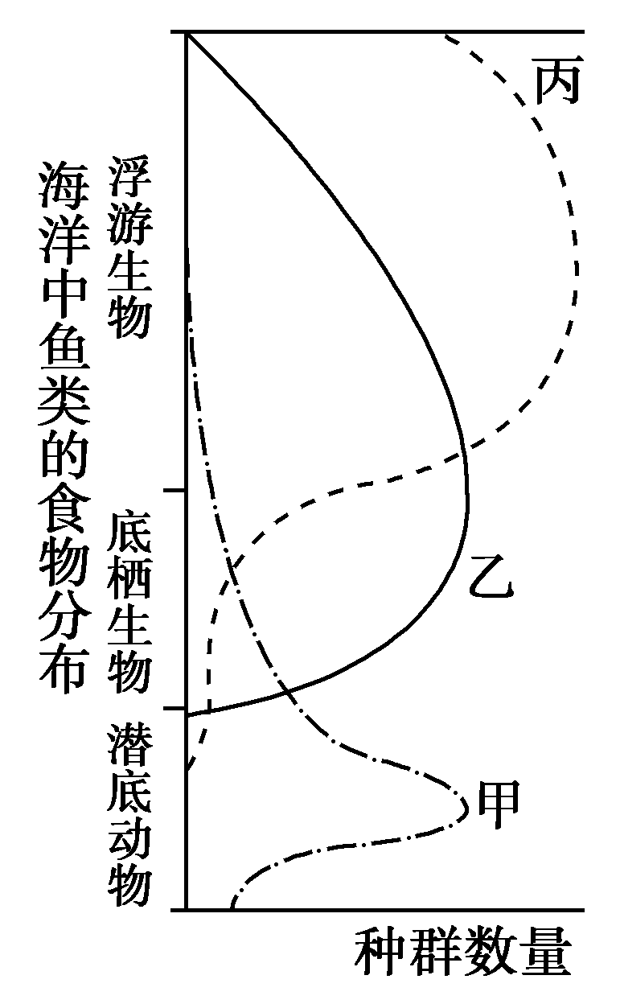 海洋中鱼类的食物分布
浮游生物
底栖生物
潜底动物
丙
乙
甲
种群数量